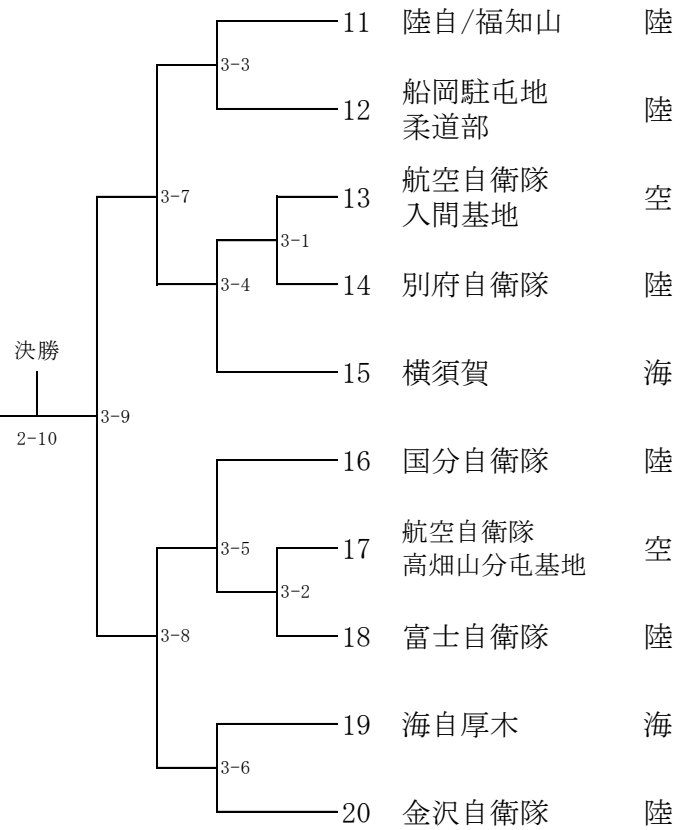 11 陸自/福知山 陸
3-3
12 船岡駐屯地 陸
柔道部
13 航空自衛隊 空
入間基地
3-7
3-1
3-4
14 別府自衛隊 陸
決勝
15 横須賀 海
3-9
2-10
16 国分自衛隊 陸
17 航空自衛隊 空
高畑山分屯基地
3-5
3-2
3-8
18 富士自衛隊 陸
19 海自厚木 海
3-6
20 金沢自衛隊 陸